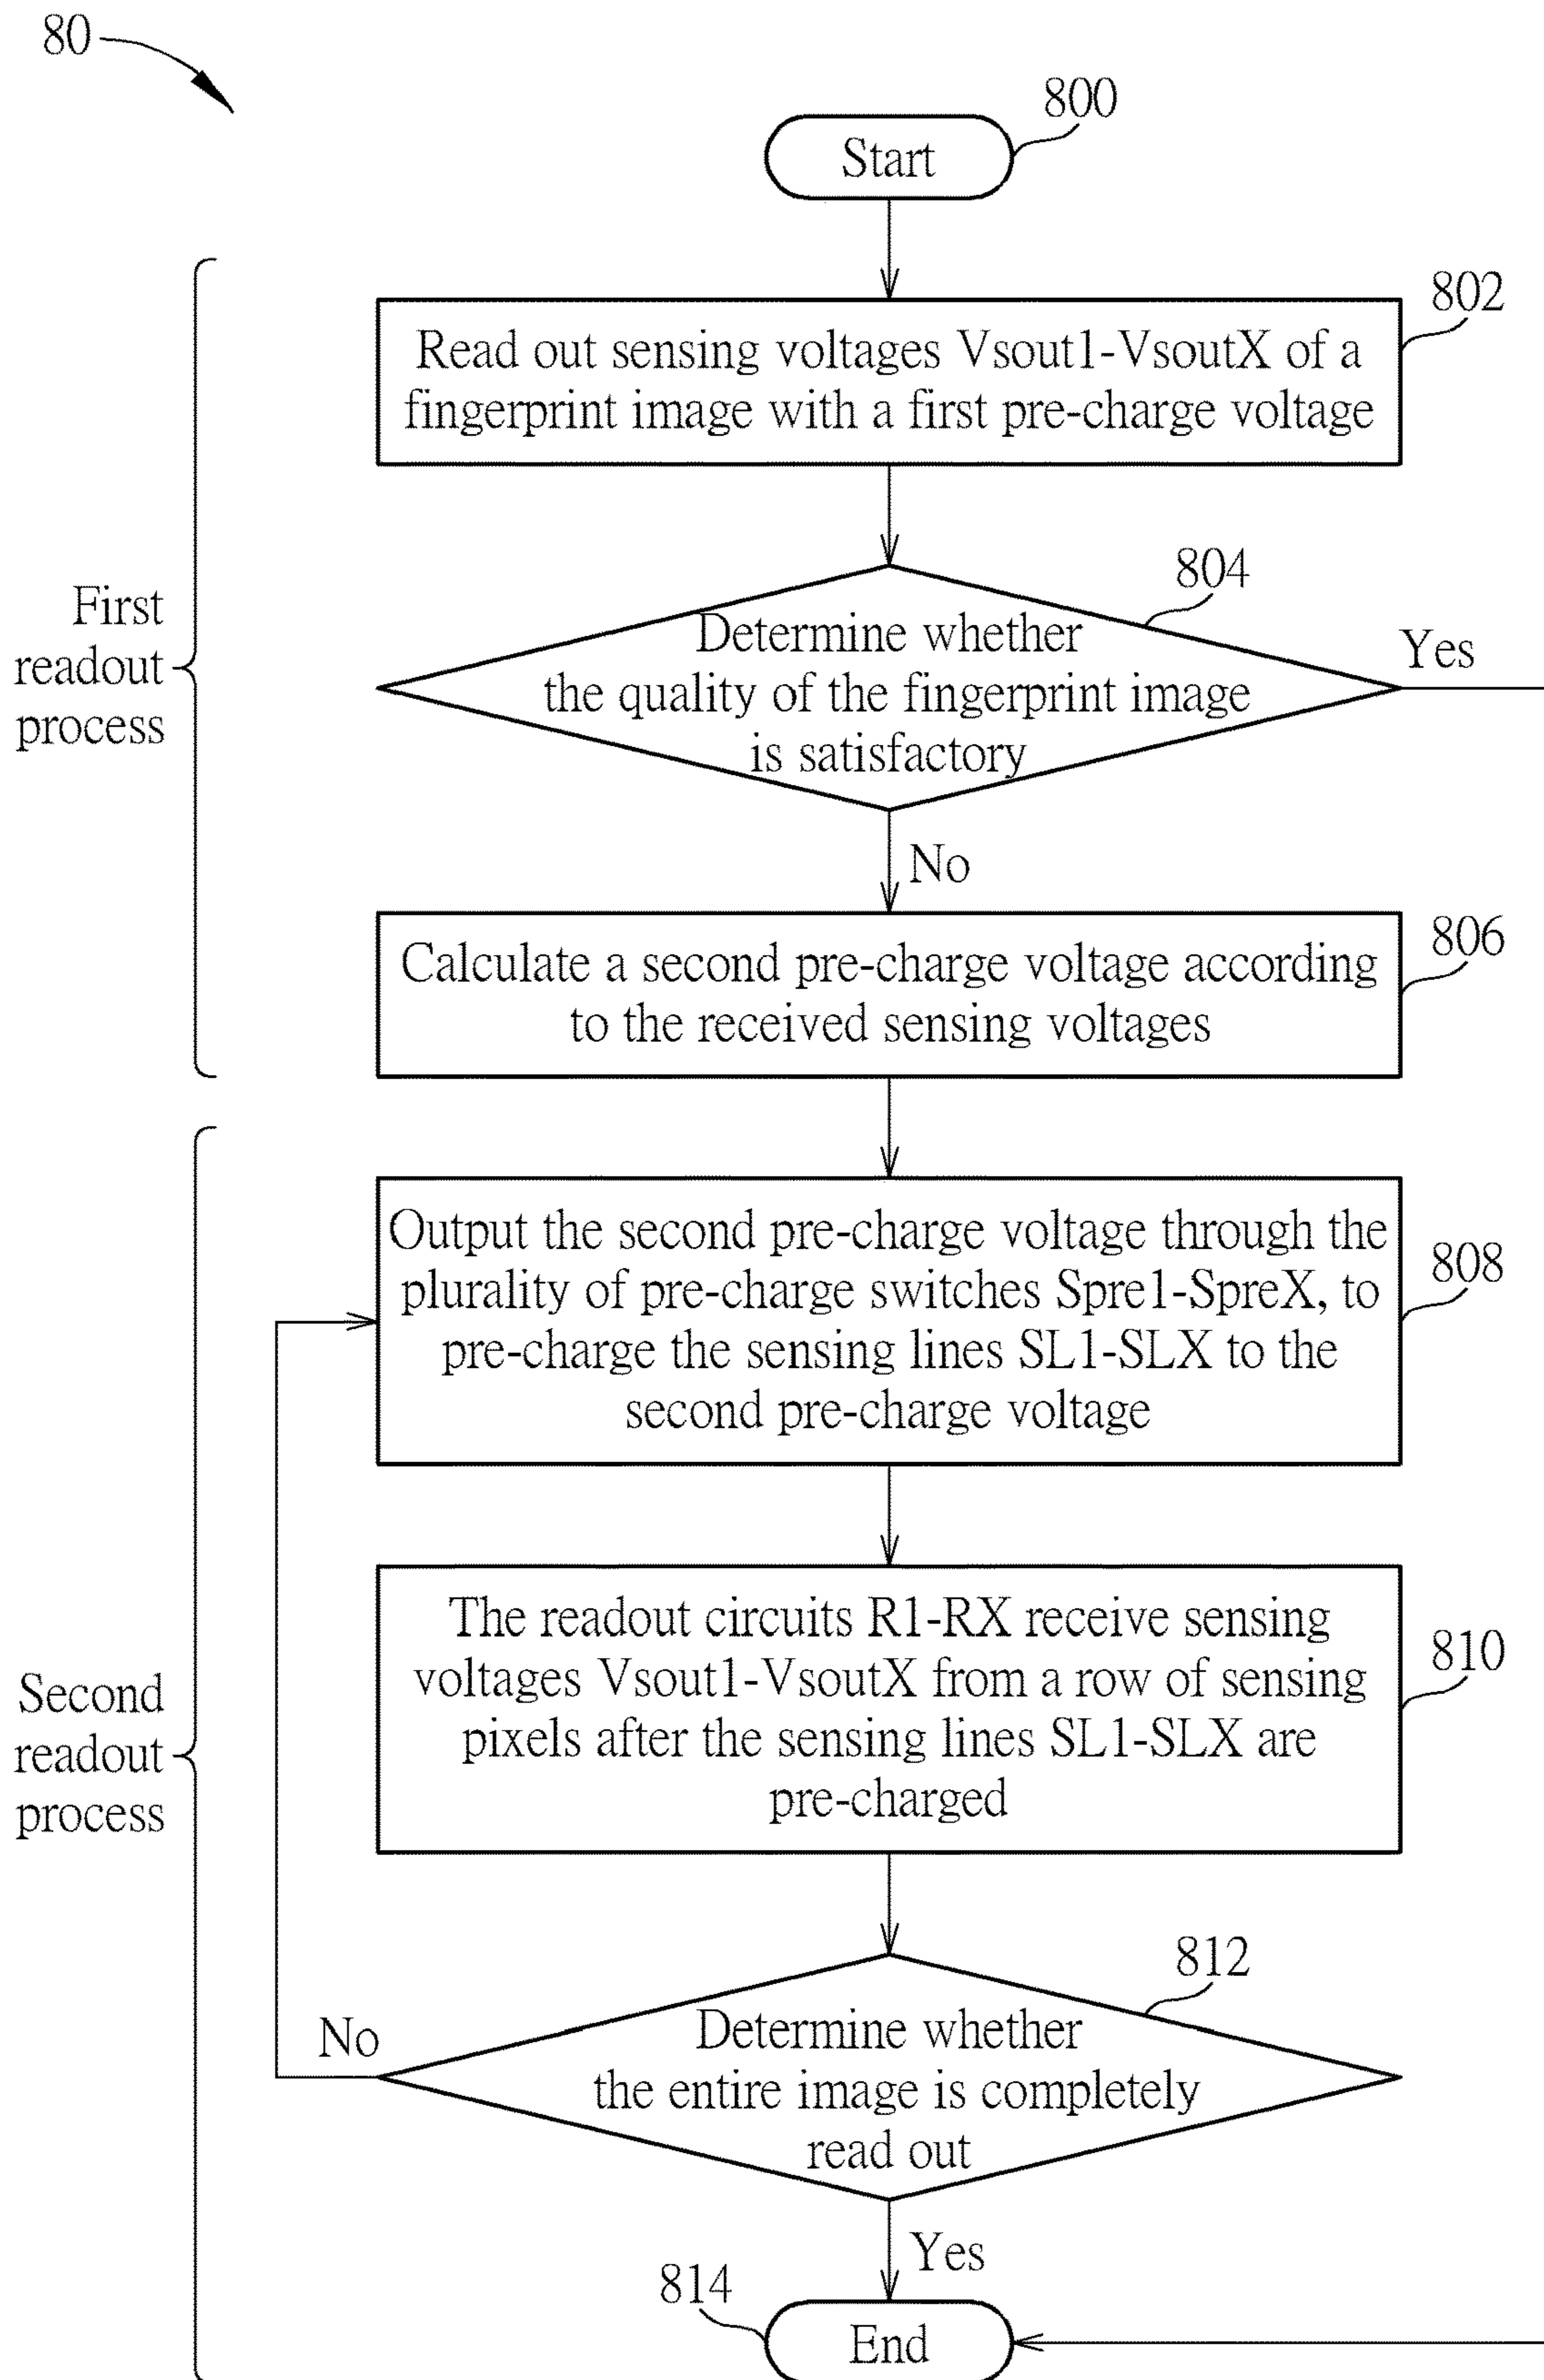 80
800
Start
802
Read out sensing voltages Vsout1-VsoutX of a
fingerprint image with a first pre-charge voltage
804
Determine whether
the quality of the fingerprint image
is satisfactory
Yes
First
readout
process
No
806
Calculate a second pre-charge voltage according
to the received sensing voltages
Output the second pre-charge voltage through the
plurality of pre-charge switches Spre1-SpreX, to
pre-charge the sensing lines SL1-SLX to the
second pre-charge voltage
808
The readout circuits R1-RX receive sensing
voltages Vsout1-VsoutX from a row of sensing
pixels after the sensing lines SL1-SLX are
pre-charged
810
Second
readout
process
812
Determine whether
the entire image is completely
read out
No
Yes
814
End